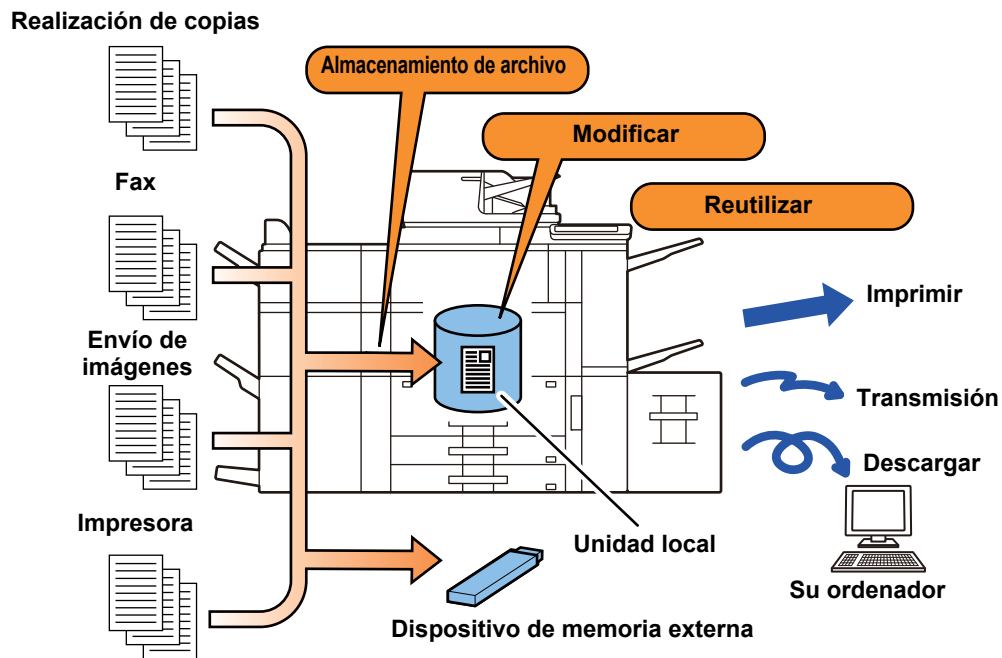 Realización de copias
Almacenamiento de archivo
Modificar
Fax
Reutilizar
Imprimir
Envío de
imágenes
Transmisión
Descargar
Impresora
Unidad local
Su ordenador
Dispositivo de memoria externa